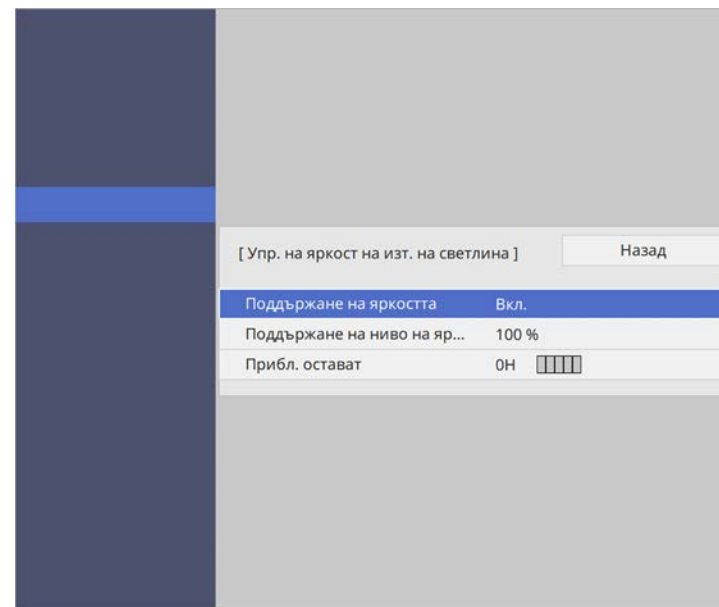 [ Упр. на яркост на изт. на светлина ] Назад
Поддържане на яркостта Вкл.
Поддържане на ниво на яр... 100 %
Прибл. остават 0H